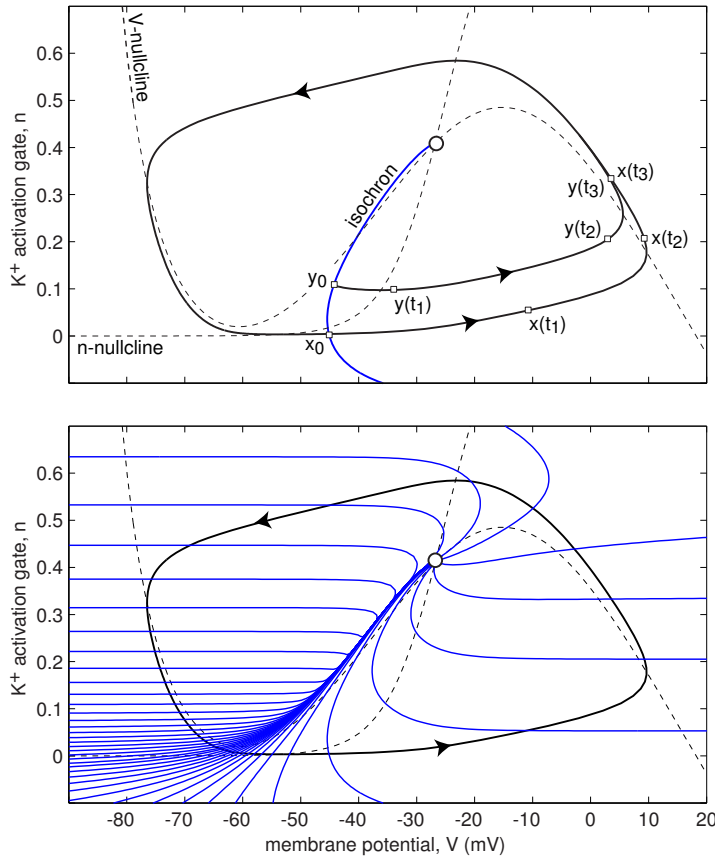 V-nullcline
K+ activation gate, n
0.6
0.5
0.4
0.3
0.2
0.1
0
isochron
x(t3)
y(t3)
y(t2)
x(t2)
y0
y(t1)
x(t1)
n-nullcline
x0
K+ activation gate, n
0.6
0.5
0.4
0.3
0.2
0.1
0
-80 -70 -60 -50 -40 -30 -20 -10 0 10 20
membrane potential, V (mV)